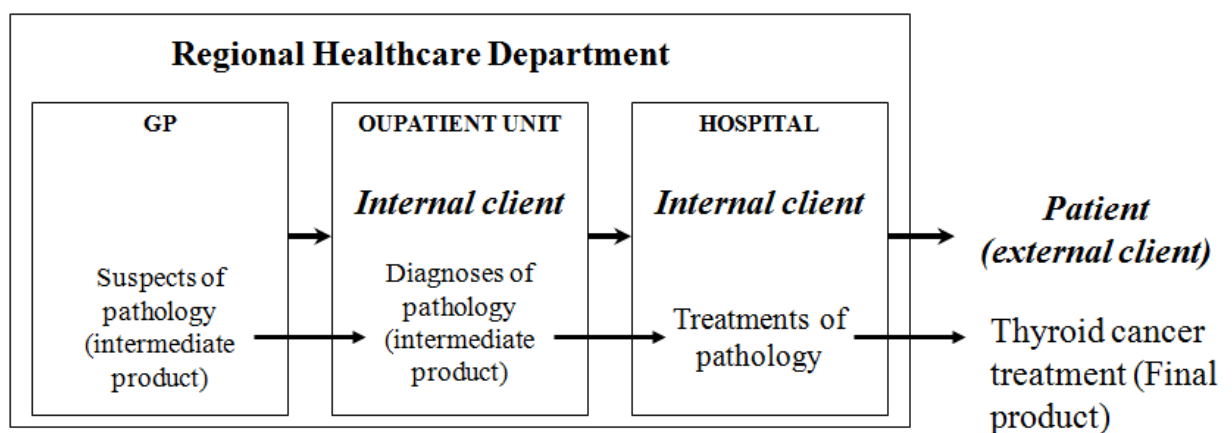 Regional Healthcare Department
GP
OUPATIENT UNIT
HOSPITAL
Internal client
Internal client
Patient
(external client)
Suspects of
pathology
(intermediate
product)
Diagnoses of
pathology
(intermediate
product)
Treatments of
pathology
Thyroid cancer
treatment (Final
product)